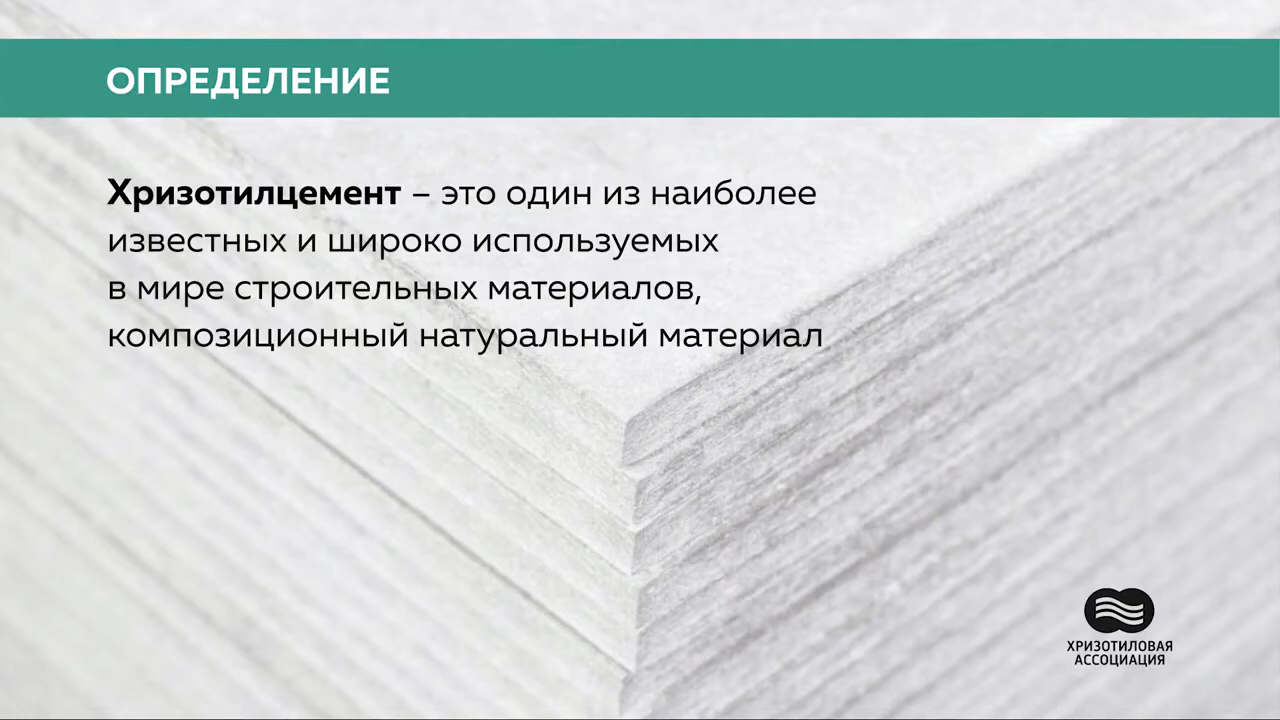 ОПРЕДЕЛЕНИЕ
Хризотилцемент – это один из наиболее
известных и широко используемых
в мире строительных материалов,
композиционный натуральный материал
ХРИЗОТИЛОВАЯ
АССОЦИАЦИЯ